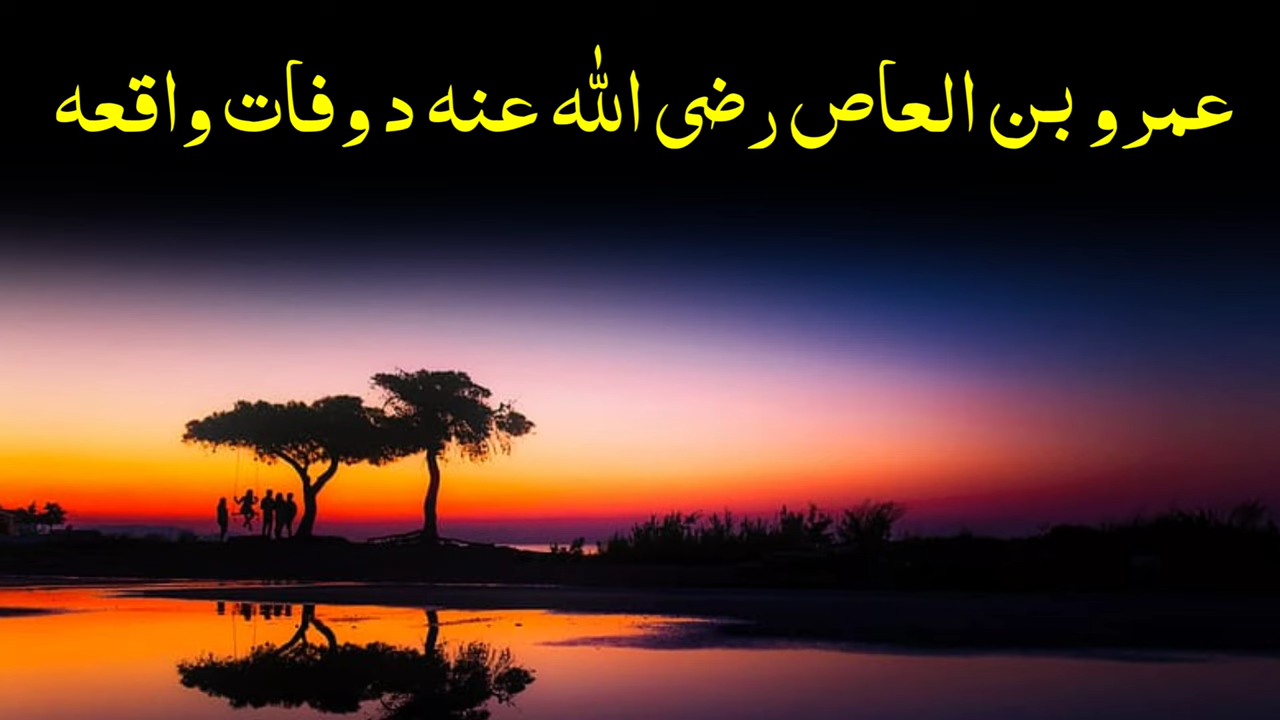 عمرو بن العاص رضی الله عنه د وفات واقعه